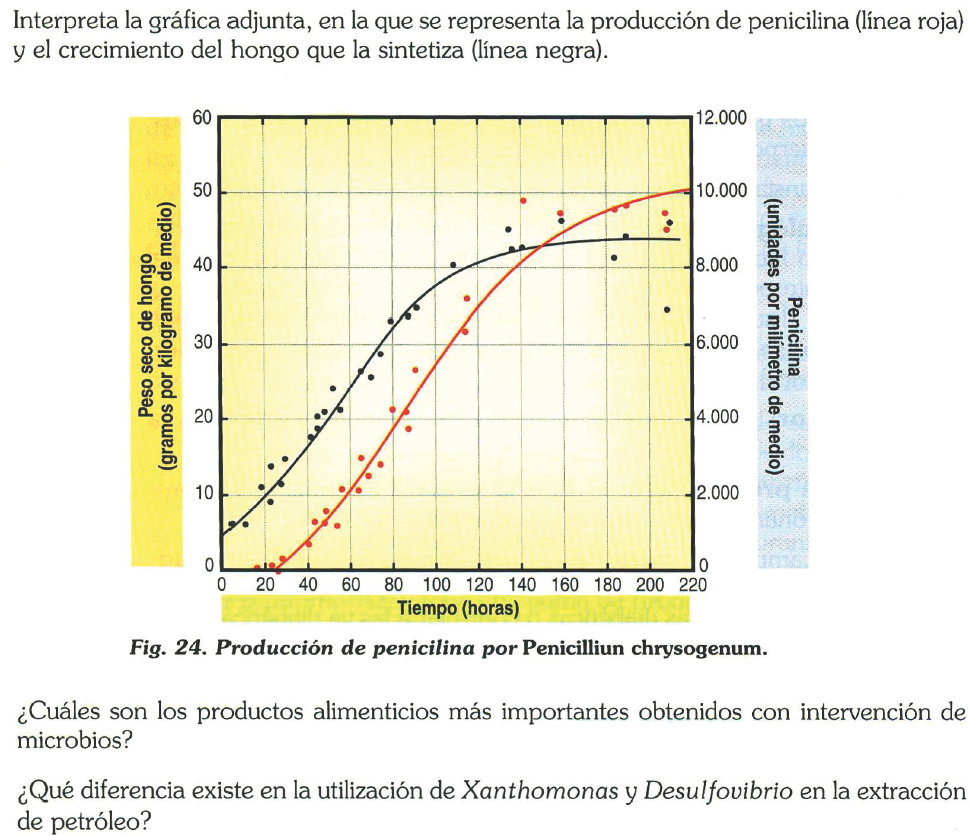 Interpreta la gráfica adjunta, en la que se representa la producción de penicilina (línea roja)
y el crecimiento del hongo que la sintetiza (línea negra).
60
50
40
30
20
10
0
Peso seco de hongo
(gramos por kilogramo de medio)
12.000
10.000
8.000
6.000
4.000
2.000
0
Penicilina
(unidades por milímetro de medio)
0 20 40 60 80 100 120 140 160 180 200 220
Tiempo (horas)
Fig. 24. Producción de penicilina por Penicilliun chrysogenum.
¿Cuáles son los productos alimenticios más importantes obtenidos con intervención de
microbios?
¿Qué diferencia existe en la utilización de Xanthomonas y Desulfovibrio en la extracción
de petróleo?